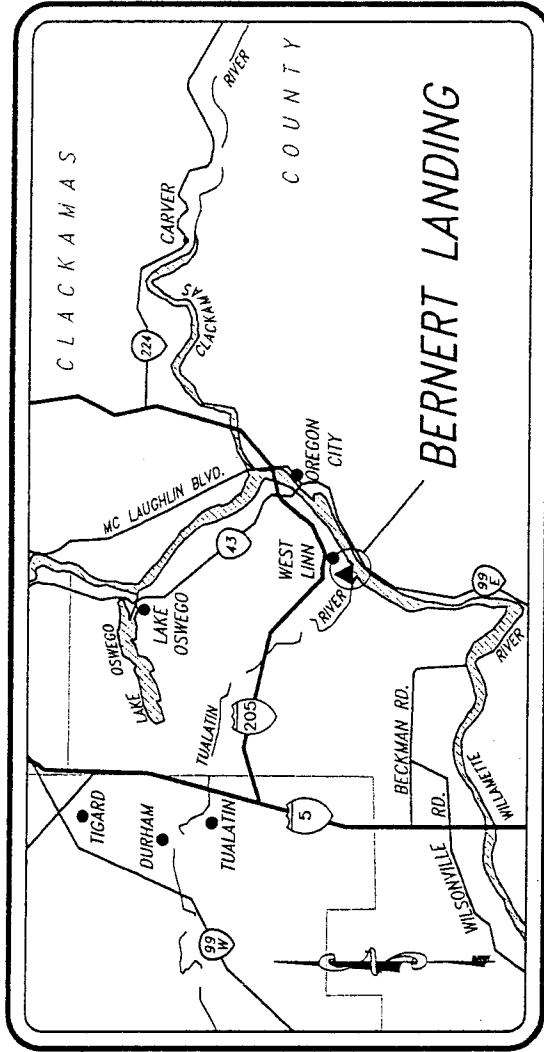 CLACKAMAS
COUNTY
RIVER
CARVER
CLACKAMAS
224
MC LAUGHLIN BLVD.
OREGON
CITY
43
WEST
LINN
BERNERT LANDING
OSWEGO
LAKE
LAKE
OSWEGO
RIVER
TUALATIN
205
99
E
RIVER
WILLAMETTE
BECKMAN RD.
WILSONVILLE
RD.
5
TIGARD
DURHAM
TUALATIN
99
W